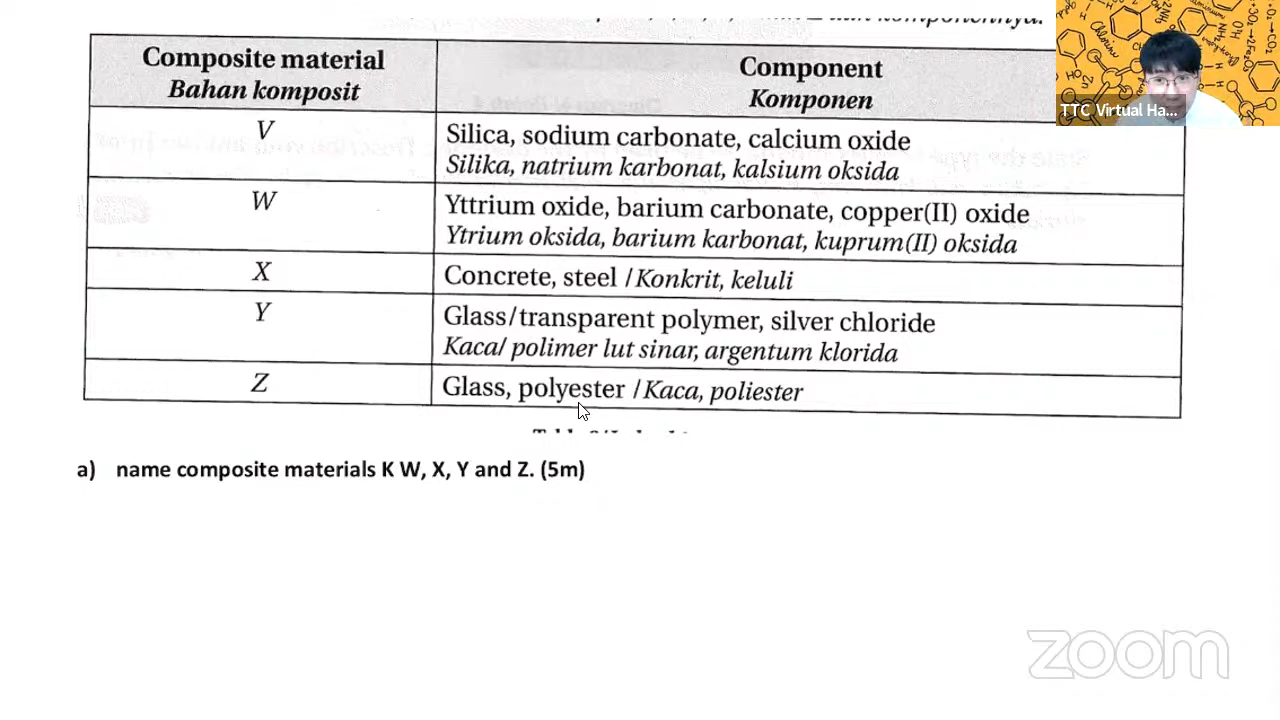 dan komponennya.
Composite material
Bahan komposit
Component
Komponen
V
Silica, sodium carbonate, calcium oxide
Silika, natrium karbonat, kalsium oksida
W
Yttrium oxide, barium carbonate, copper(II) oxide
Ytrium oksida, barium karbonat, kuprum(II) oksida
X
Concrete, steel / Konkrit, keluli
Y
Glass/transparent polymer, silver chloride
Kaca/ polimer lut sinar, argentum klorida
Z
Glass, polyester / Kaca, poliester
a) name composite materials K W, X, Y and Z. (5m)
TTC Virtual Ha...
zoom